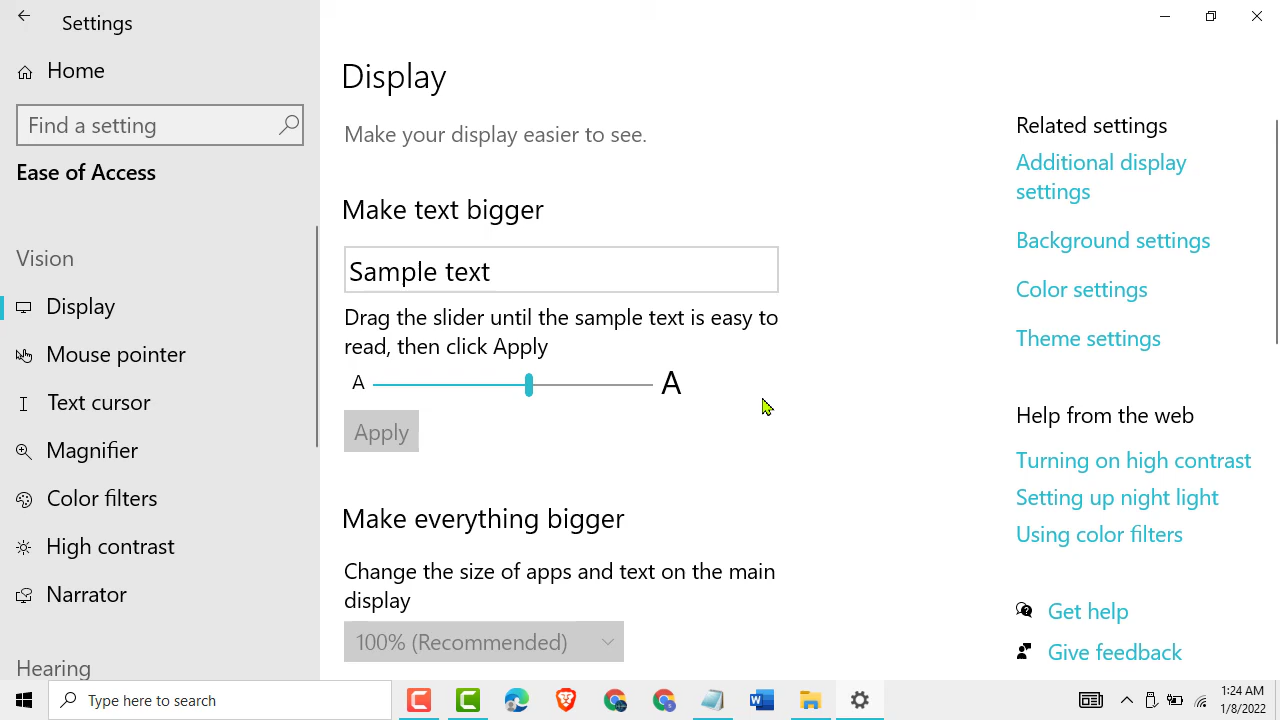 Settings
Home
Find a setting
Ease of Access
Vision
Display
Mouse pointer
Text cursor
Magnifier
Color filters
High contrast
Narrator
Hearing
Display
Make your display easier to see.
Make text bigger
Sample text
Drag the slider until the sample text is easy to
read, then click Apply
A A
Apply
Make everything bigger
Change the size of apps and text on the main
display
100% (Recommended)
Related settings
Additional display
settings
Background settings
Color settings
Theme settings
Help from the web
Turning on high contrast
Setting up night light
Using color filters
Get help
Give feedback
Type here to search
1:24 AM
1/8/2022